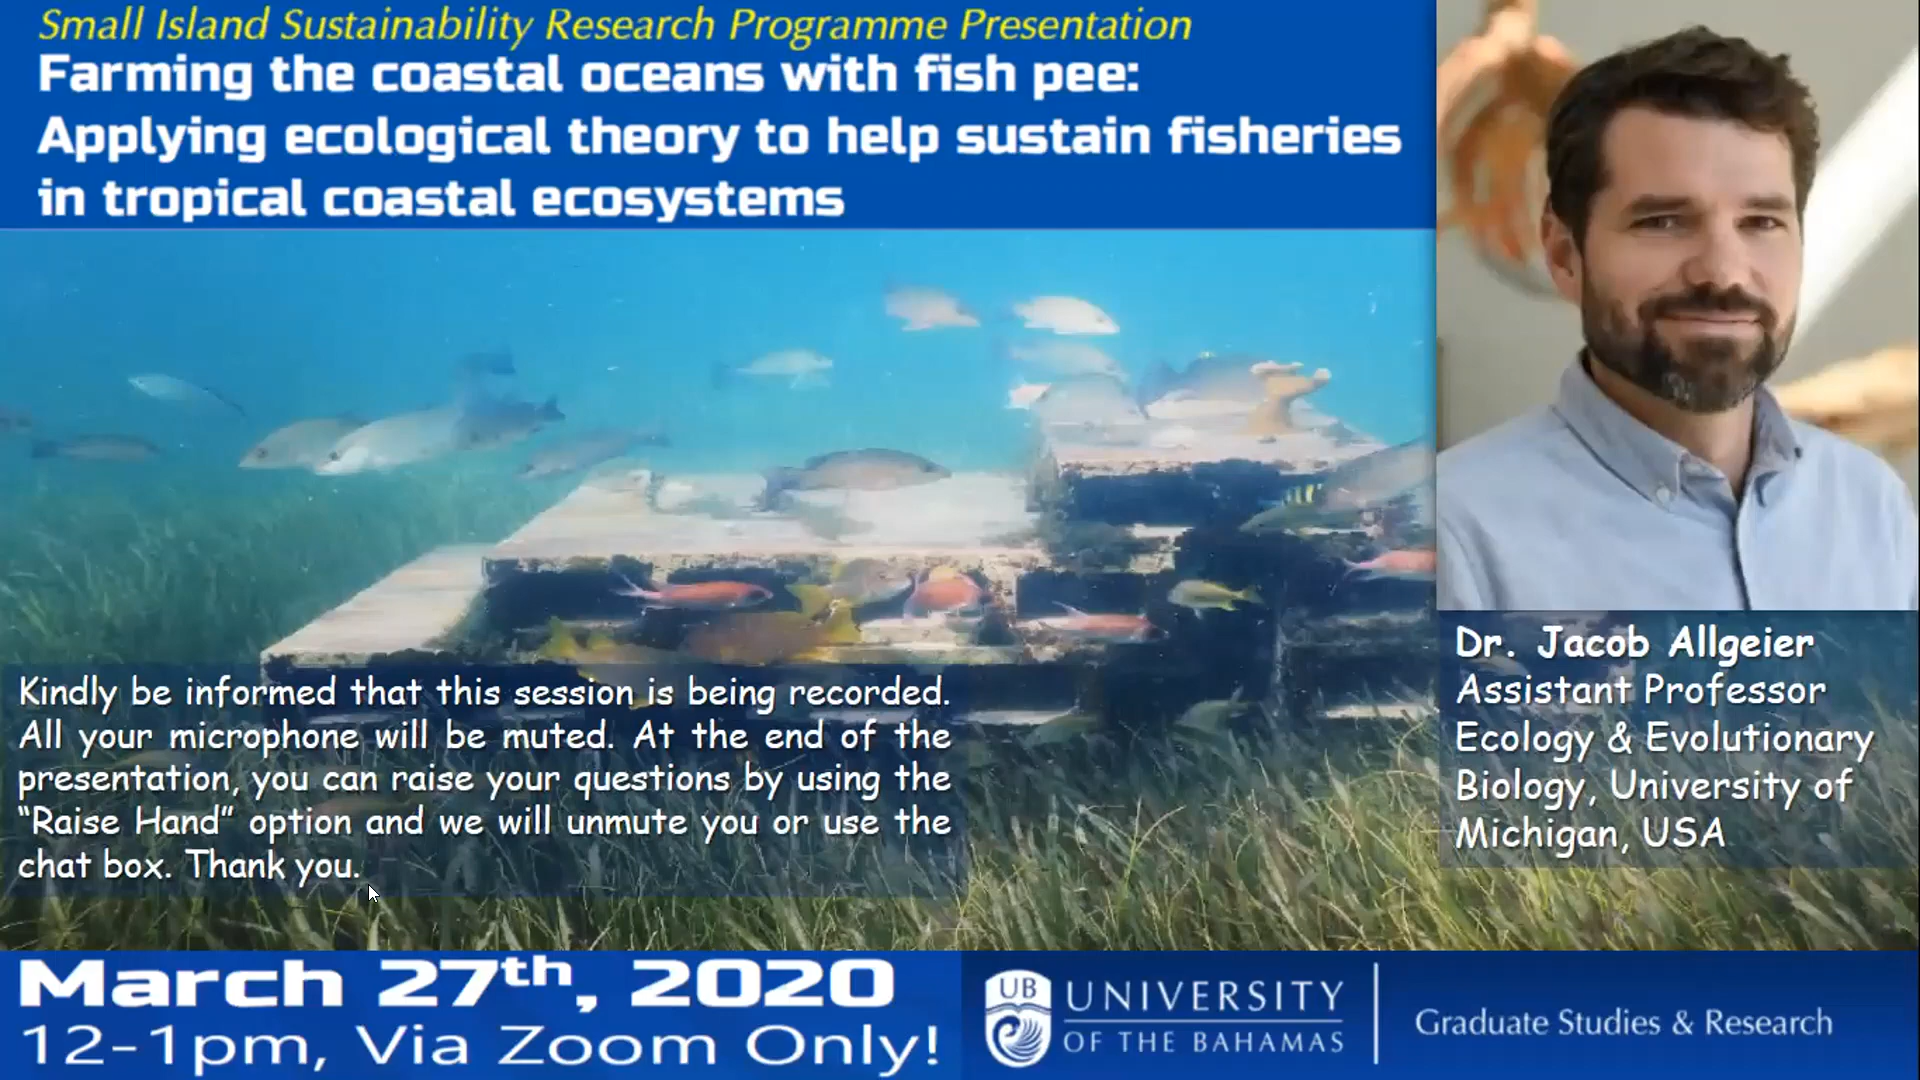 Small Island Sustainability Research Programme Presentation
Farming the coastal oceans with fish pee:
Applying ecological theory to help sustain fisheries
in tropical coastal ecosystems
Kindly be informed that this session is being recorded.
All your microphone will be muted. At the end of the
presentation, you can raise your questions by using the
“Raise Hand” option and we will unmute you or use the
chat box. Thank you.
Dr. Jacob Allgeier
Assistant Professor
Ecology & Evolutionary
Biology, University of
Michigan, USA
March 27th, 2020
12-1pm, Via Zoom Only!
UB
UNIVERSITY
OF THE BAHAMAS
Graduate Studies & Research